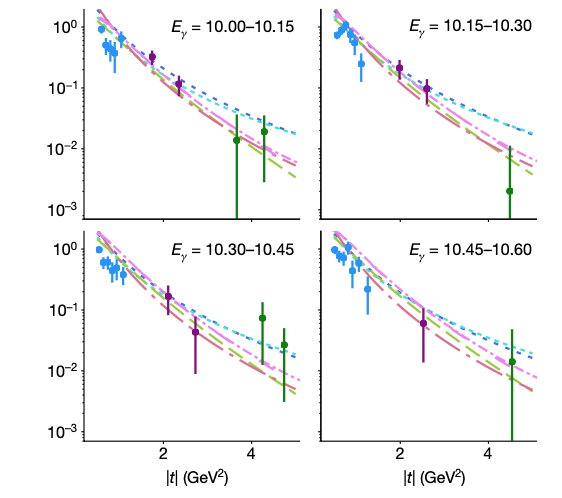 10⁰
10⁻¹
10⁻²
10⁻³
E_γ = 10.00–10.15
E_γ = 10.15–10.30
10⁰
10⁻¹
10⁻²
10⁻³
E_γ = 10.30–10.45
E_γ = 10.45–10.60
2 4 2 4
|t| (GeV²) |t| (GeV²)